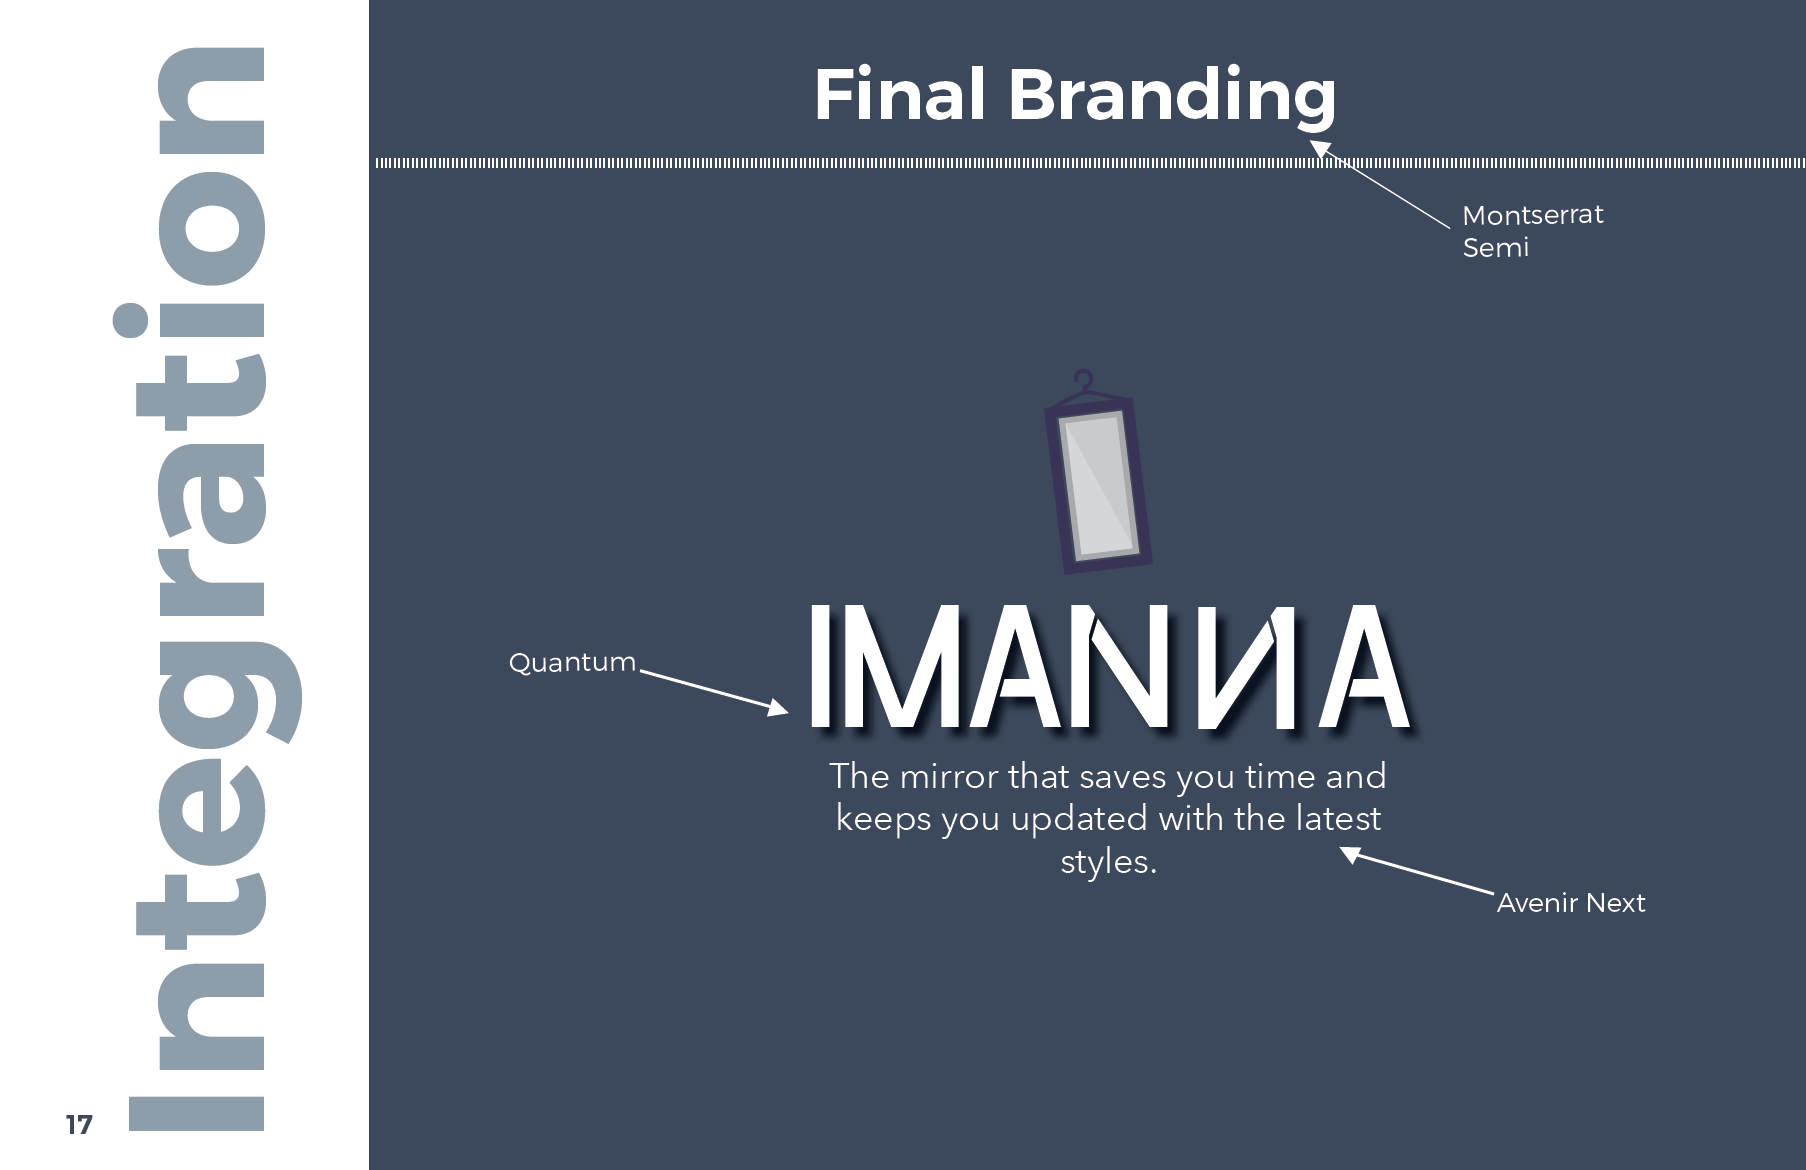 Integration
Final Branding
Montserrat
Semi
Quantum
IMANИA
The mirror that saves you time and
keeps you updated with the latest
styles.
Avenir Next
17